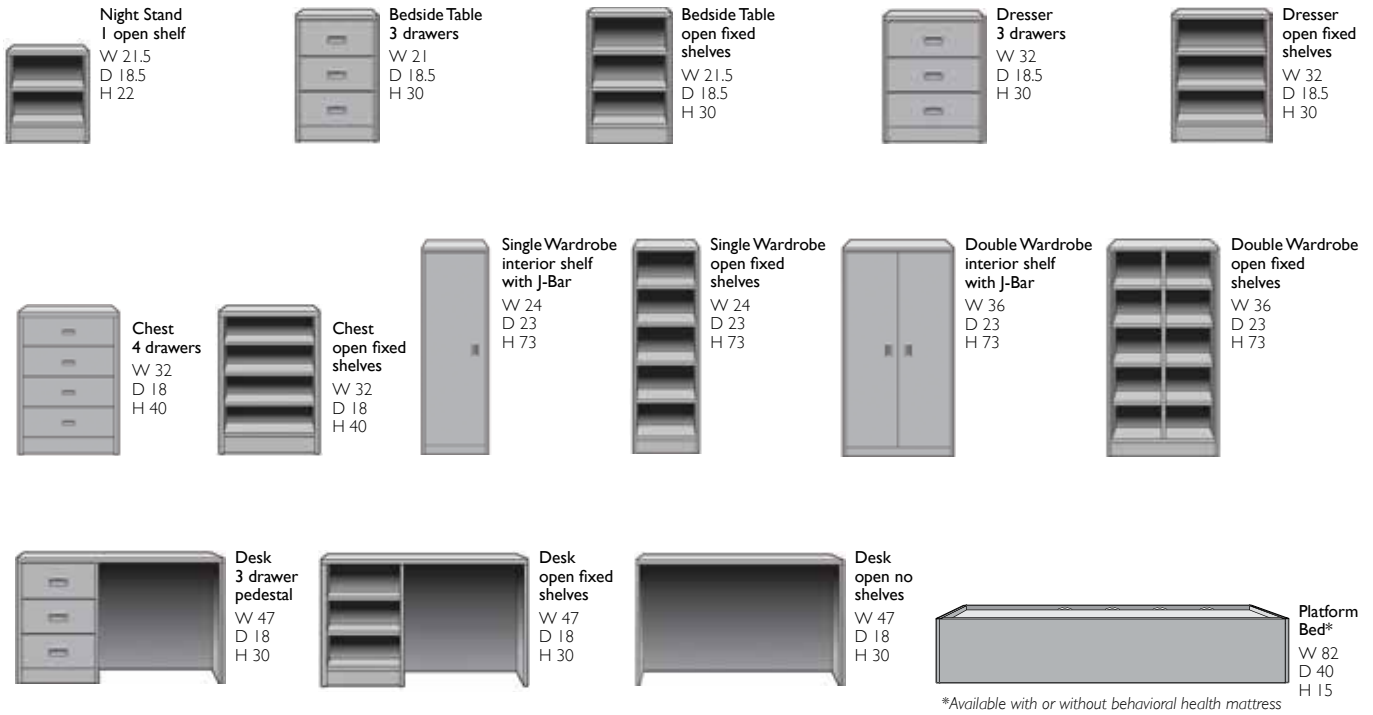 Night Stand
1 open shelf
W 21.5
D 18.5
H 22
Bedside Table
3 drawers
W 21
D 18.5
H 30
Bedside Table
open fixed
shelves
W 21.5
D 18.5
H 30
Dresser
3 drawers
W 32
D 18.5
H 30
Dresser
open fixed
shelves
W 32
D 18.5
H 30
Chest
4 drawers
W 32
D 18
H 40
Chest
open fixed
shelves
W 32
D 18
H 40
Single Wardrobe
interior shelf
with J-Bar
W 24
D 23
H 73
Single Wardrobe
open fixed
shelves
W 24
D 23
H 73
Double Wardrobe
interior shelf
with J-Bar
W 36
D 23
H 73
Double Wardrobe
open fixed
shelves
W 36
D 23
H 73
Desk
3 drawer
pedestal
W 47
D 18
H 30
Desk
open fixed
shelves
W 47
D 18
H 30
Desk
open no
shelves
W 47
D 18
H 30
Platform
Bed*
W 82
D 40
H 15
*Available with or without behavioral health mattress